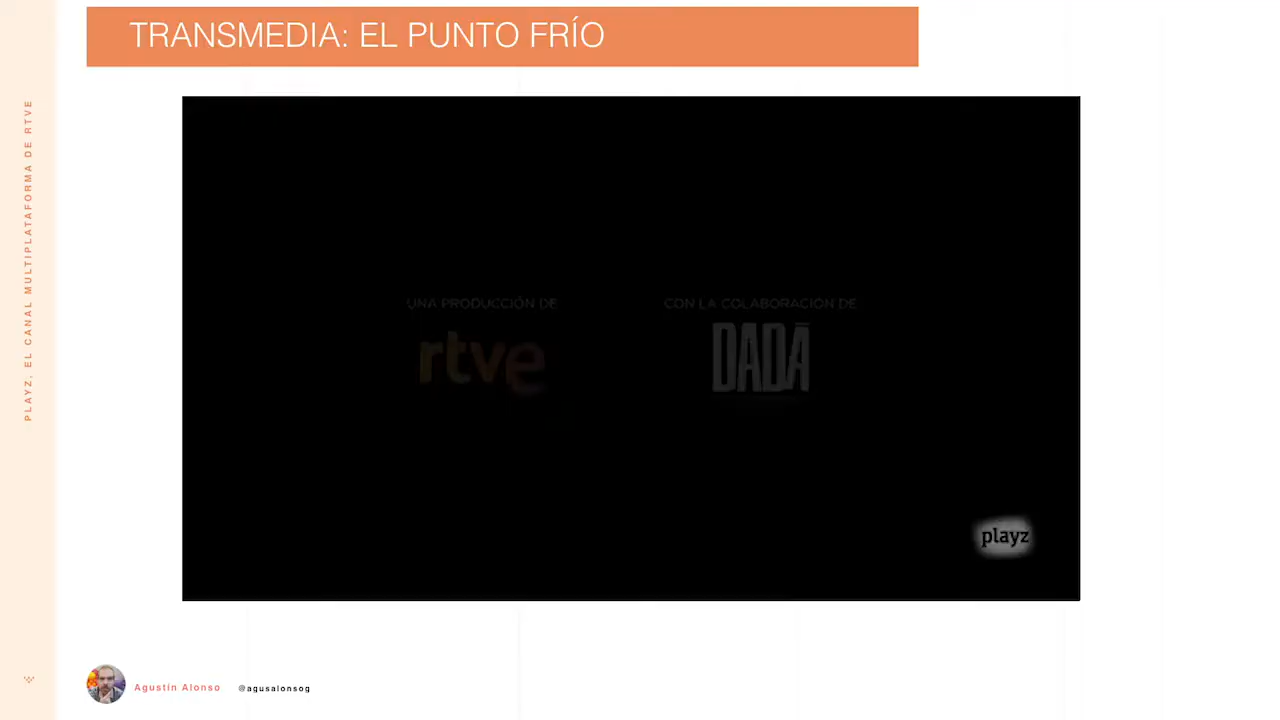 TRANSMEDIA: EL PUNTO FRÍO
PLAYZ, EL CANAL MULTIPLATAFORMA DE RTVE
UNA PRODUCCIÓN DE
rtve
CON LA COLABORACIÓN DE
DADÁ
playz
Agustín Alonso
@agusalonsog